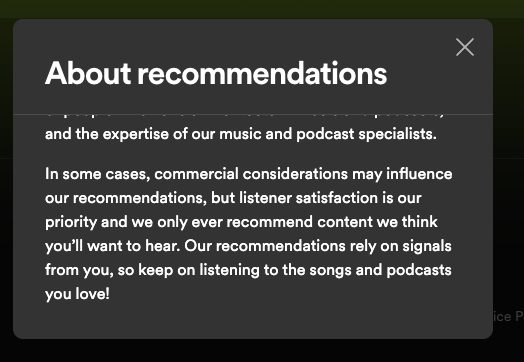 About recommendations
and the expertise of our music and podcast specialists.
In some cases, commercial considerations may influence
our recommendations, but listener satisfaction is our
priority and we only ever recommend content we think
you'll want to hear. Our recommendations rely on signals
from you, so keep on listening to the songs and podcasts
you love!
ice P